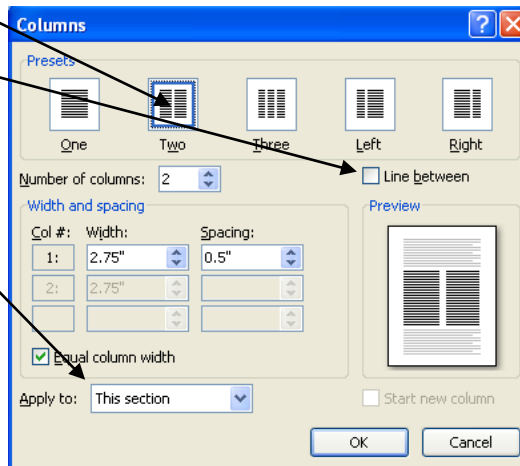 Columns
Presets
One Two Three Left Right
Number of columns: 2
Line between
Width and spacing
Col #: Width: Spacing:
1: 2.75" 0.5"
2: 2.75"
Equal column width
Preview
Apply to: This section
Start new column
OK Cancel